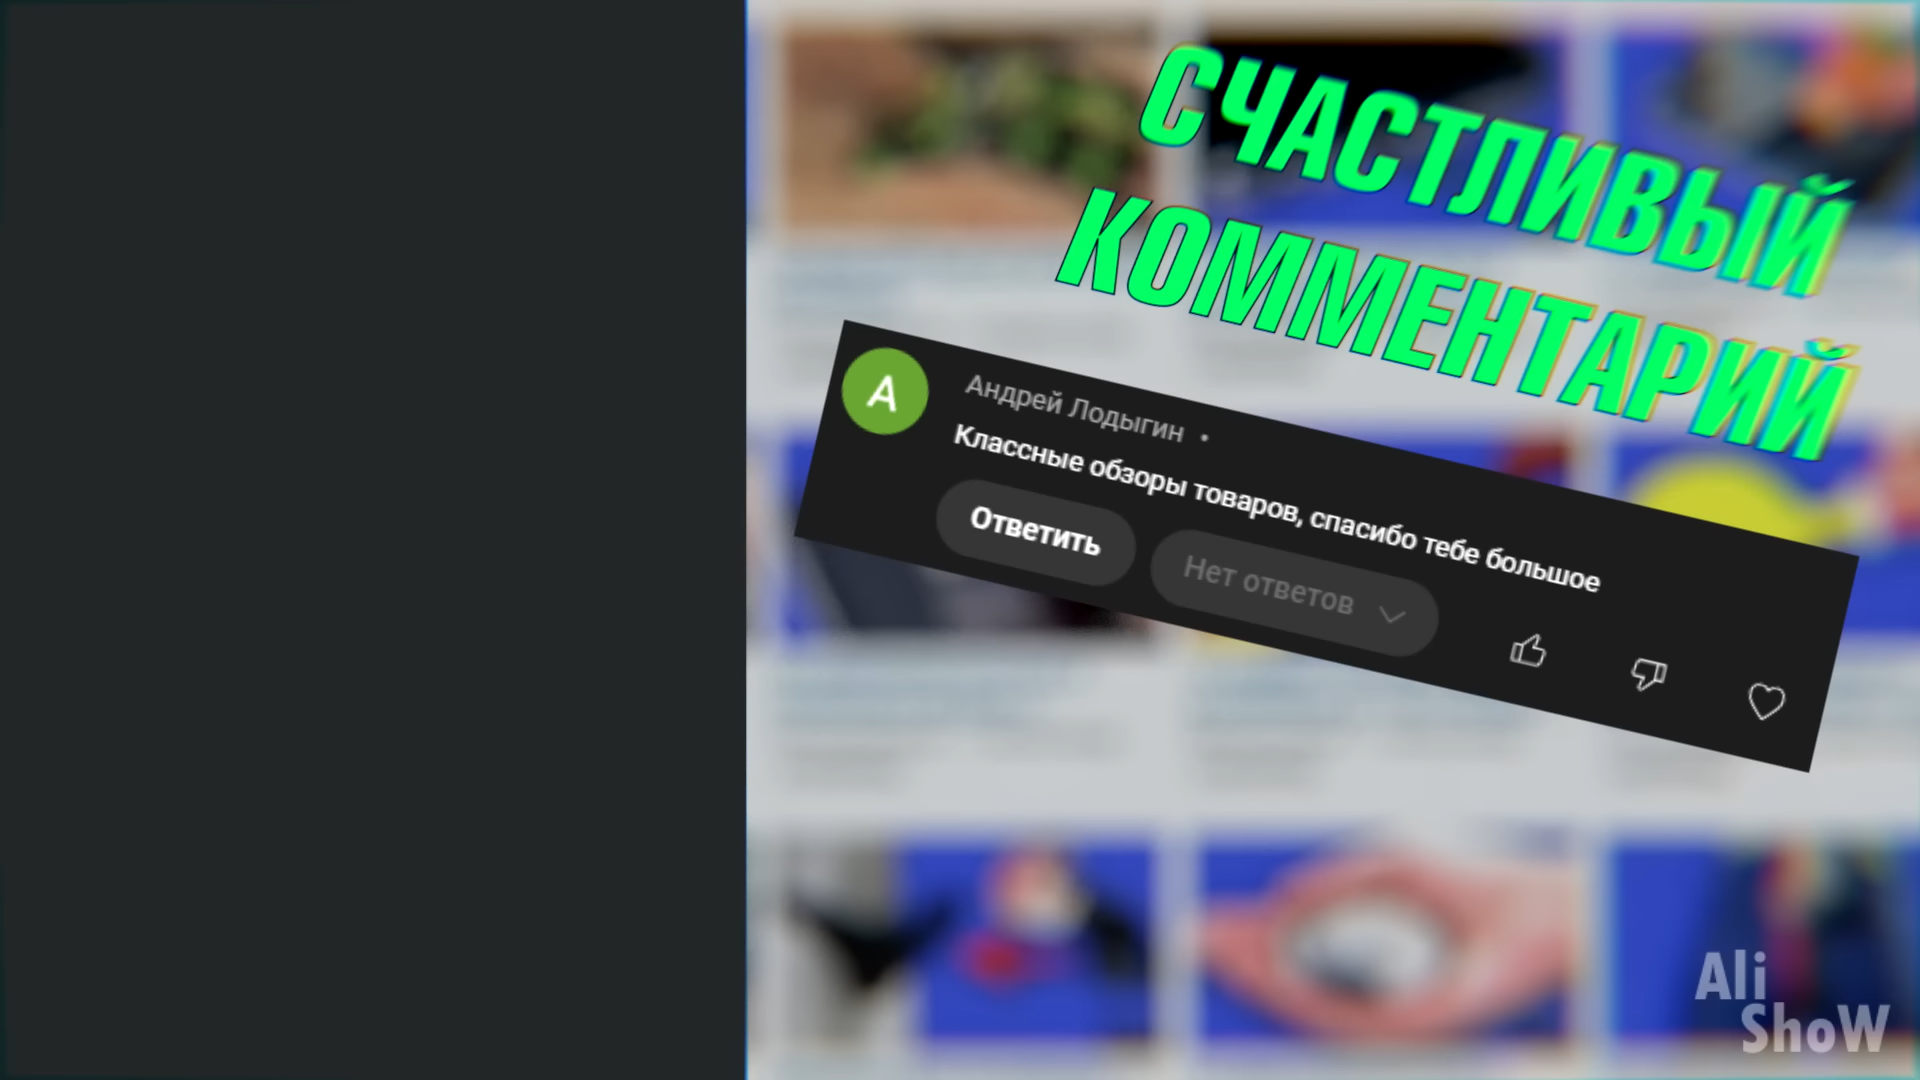 СЧАСТЛИВЫЙ
КОММЕНТАРИЙ
А
Андрей Лодыгин •
Классные обзоры товаров, спасибо тебе большое
Ответить
Нет ответов
Ali
ShoW